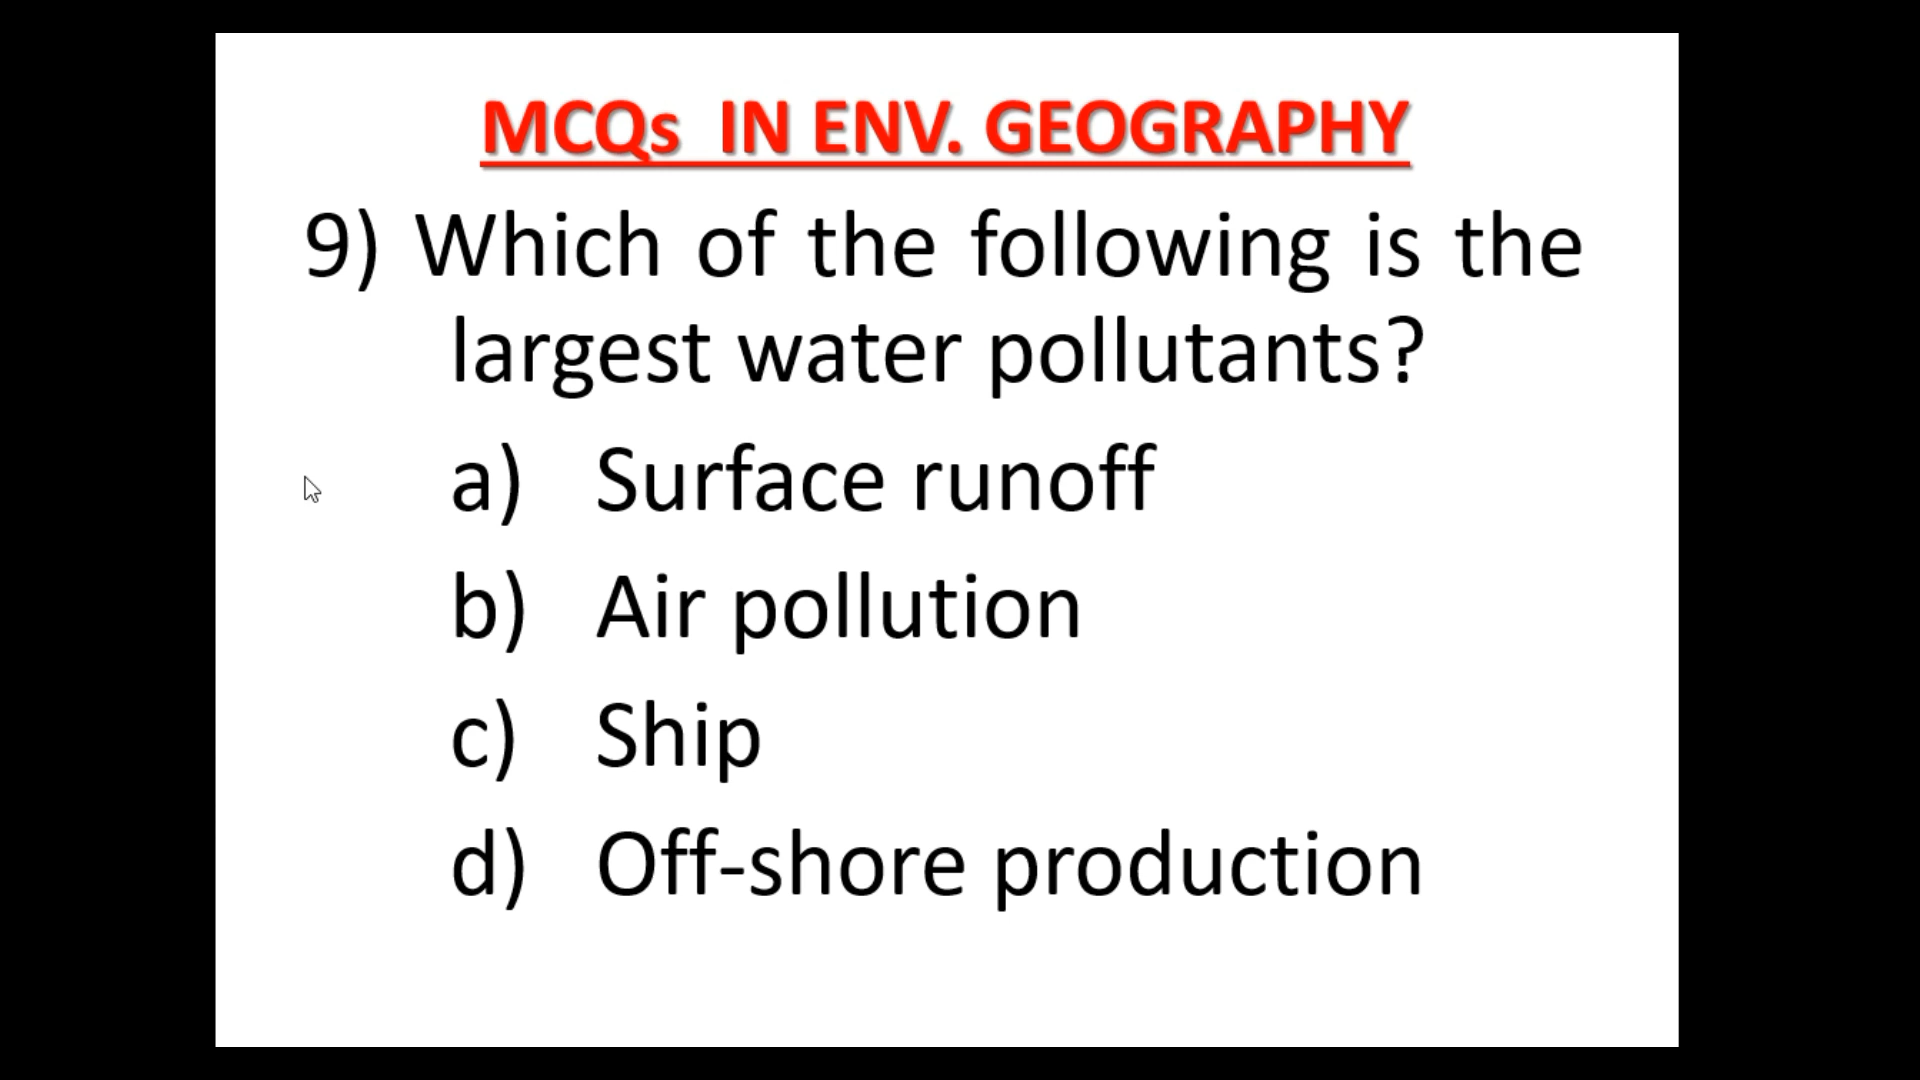 MCQs IN ENV. GEOGRAPHY
9) Which of the following is the
largest water pollutants?
a) Surface runoff
b) Air pollution
c) Ship
d) Off-shore production